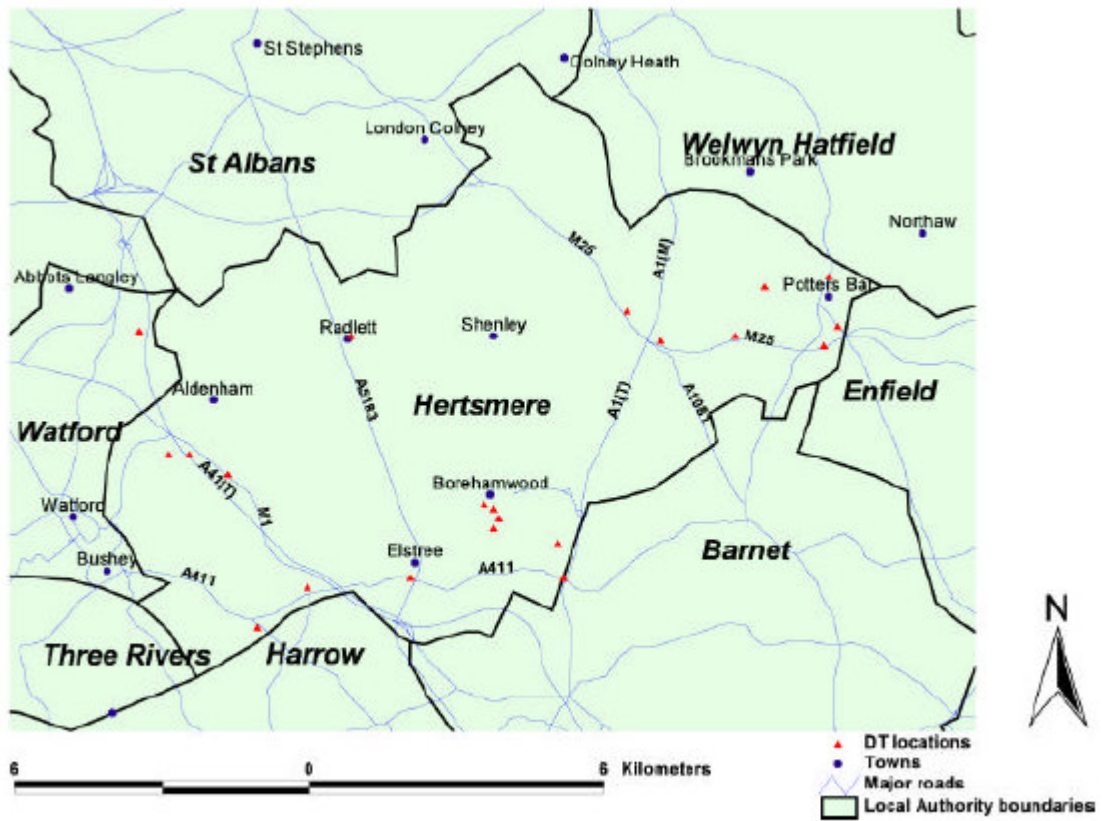 St Stephens
Colney Heath
London Colney
Welwyn Hatfield
St Albans
Brookmans Park
Northaw
M25
A1(M)
Abbots Langley
Potters Bar
Radlett
Shenley
M25
Aldenham
A5183
Hertsmere
A1(T)
A1081
Enfield
Watford
A41(T)
Borehamwood
M1
Watford
Barnet
Bushey
Elstree
A411
A411
N
Three Rivers
Harrow
DT locations
6 0 6 Kilometers
Towns
Major roads
Local Authority boundaries